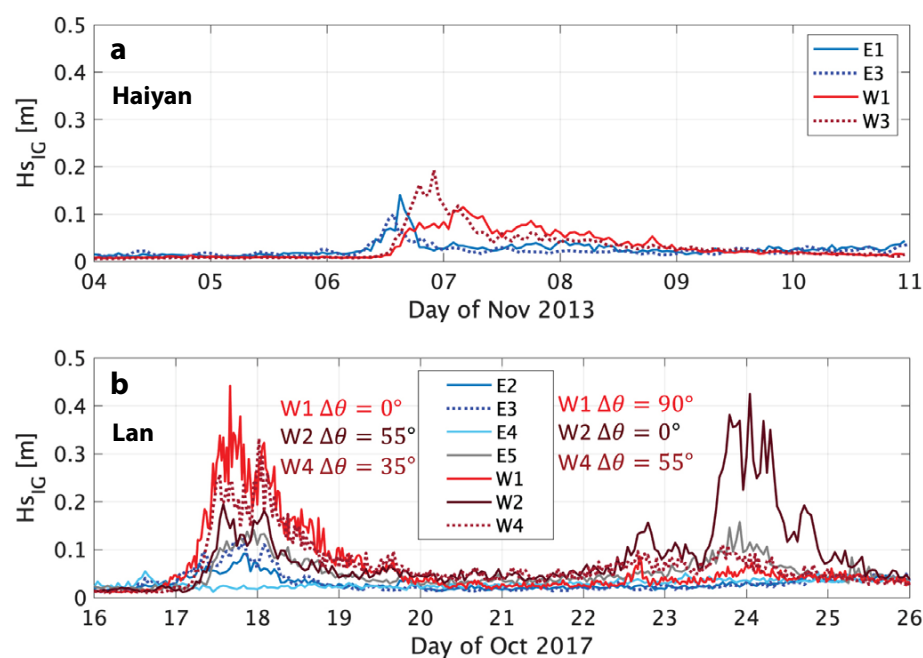 a
Haiyan
Hs_IG [m]
0.5
0.4
0.3
0.2
0.1
0
E1
E3
W1
W3
04 05 06 07 08 09 10 11
Day of Nov 2013
b
Lan
Hs_IG [m]
0.5
0.4
0.3
0.2
0.1
0
W1 Δθ = 0°
W2 Δθ = 55°
W4 Δθ = 35°
E2
E3
E4
E5
W1
W2
W4
W1 Δθ = 90°
W2 Δθ = 0°
W4 Δθ = 55°
16 17 18 19 20 21 22 23 24 25 26
Day of Oct 2017